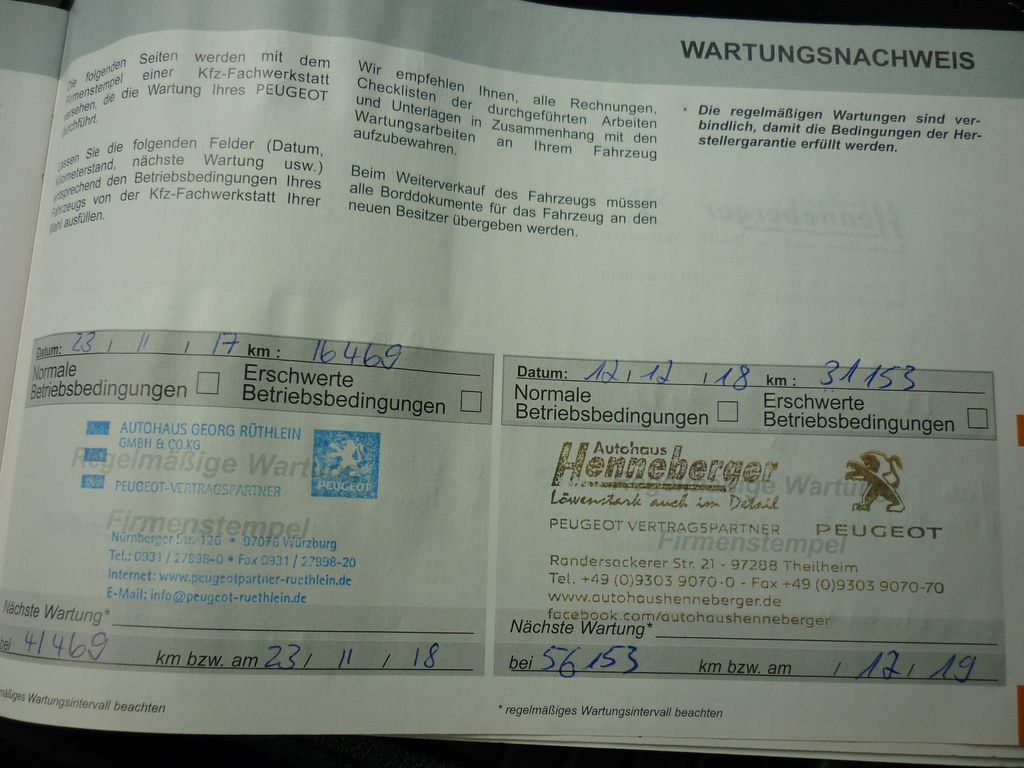 WARTUNGSNACHWEIS
Die folgenden Seiten werden mit dem
Firmenstempel einer Kfz-Fachwerkstatt
versehen, die die Wartung Ihres PEUGEOT
durchführt.
Lassen Sie die folgenden Felder (Datum,
Kilometerstand, nächste Wartung usw.)
entsprechend den Betriebsbedingungen Ihres
Fahrzeugs von der Kfz-Fachwerkstatt Ihrer
Wahl ausfüllen.
Wir empfehlen Ihnen, alle Rechnungen,
Checklisten der durchgeführten Arbeiten
und Unterlagen in Zusammenhang mit den
Wartungsarbeiten an Ihrem Fahrzeug
aufzubewahren.
Beim Weiterverkauf des Fahrzeugs müssen
alle Borddokumente für das Fahrzeug an den
neuen Besitzer übergeben werden.
• Die regelmäßigen Wartungen sind ver-
bindlich, damit die Bedingungen der Her-
stellergarantie erfüllt werden.
Datum: 23 / 11 / 17 km : 16469
Normale
Betriebsbedingungen
Erschwerte
Betriebsbedingungen
AUTOHAUS GEORG RÜTHLEIN
GMBH & CO.KG
Regelmäßige Wartu
PEUGEOT-VERTRAGSPARTNER
PEUGEOT
Firmenstempel
Nürnberger Str. 126 • 97076 Würzburg
Tel.: 0931 / 27998-0 • Fax 0931 / 27998-20
Internet: www.peugeotpartner-ruethlein.de
E-Mail: info@peugeot-ruethlein.de
Nächste Wartung*
bei 41469 km bzw. am 23 / 11 / 18
mäßiges Wartungsintervall beachten
Datum: 12 / 12 / 18 km : 31153
Normale
Betriebsbedingungen
Erschwerte
Betriebsbedingungen
Autohaus
Henneberger
Löwenstark auch im Detail
ge Wartu
PEUGEOT VERTRAGSPARTNER
PEUGEOT
Firmenstempel
Randersackerer Str. 21 - 97288 Theilheim
Tel. +49 (0)9303 9070-0 - Fax +49 (0)9303 9070-70
www.autohaushenneberger.de
facebook.com/autohaushenneberger
Nächste Wartung*
bei 56153 km bzw. am / 12 / 19
* regelmäßiges Wartungsintervall beachten